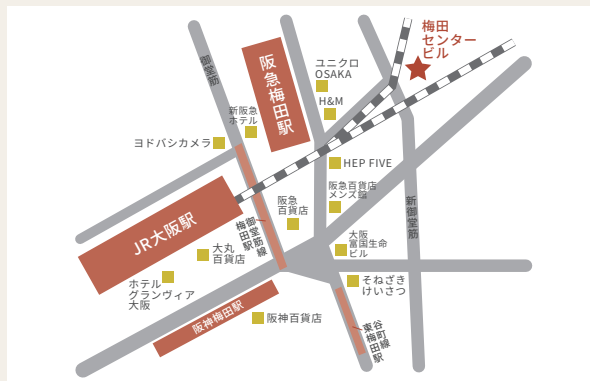 梅田
センター
ビル
御堂筋
阪急梅田駅
ユニクロ
OSAKA
H&M
新阪急
ホテル
ヨドバシカメラ
HEP FIVE
阪急百貨店
メンズ館
阪急
百貨店
新御堂筋
JR大阪駅
御堂筋線
梅田駅
大阪
富国生命
ビル
大丸
百貨店
ホテル
グランヴィア
大阪
そねざき
けいさつ
阪神梅田駅
阪神百貨店
谷町線
東梅田駅